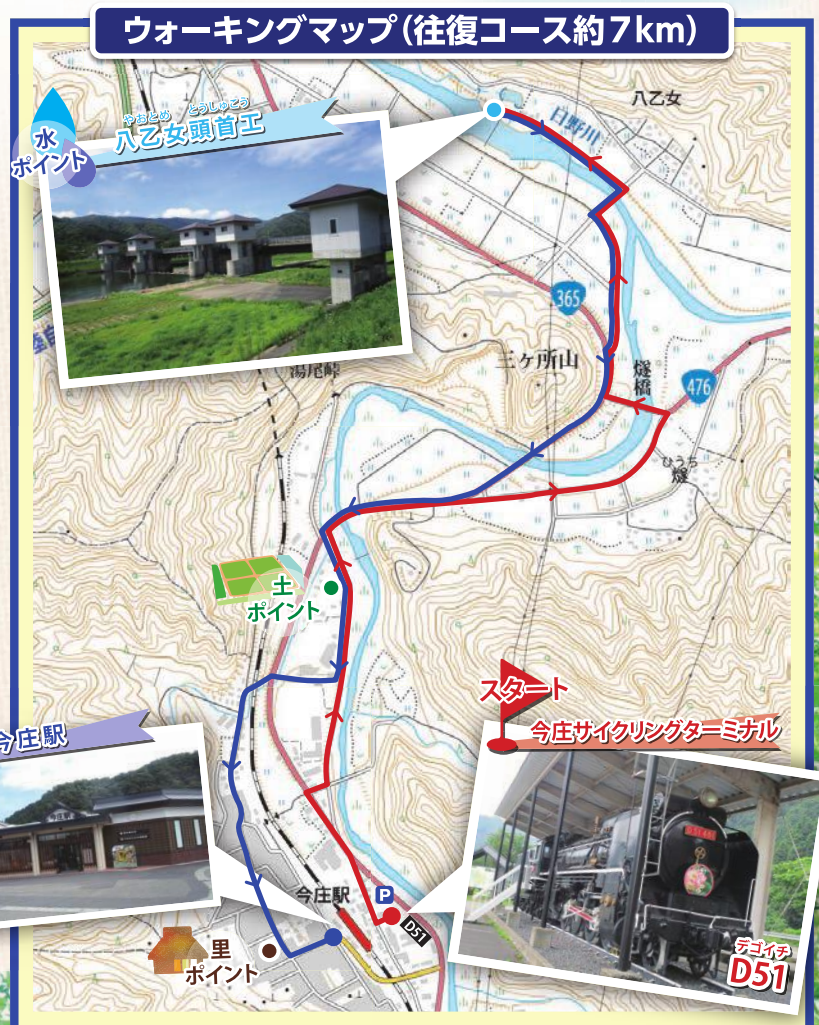 ウォーキングマップ(往復コース約7km)
八乙女
日野川
水
ポイント
やおとめ とうしゅこう
八乙女頭首工
365
三ヶ所山
燧橋
476
湯尾峠
ひうち
燧
土
ポイント
スタート
今庄サイクリングターミナル
今庄駅
今庄駅
P
D51
里
ポイント
デゴイチ
D51